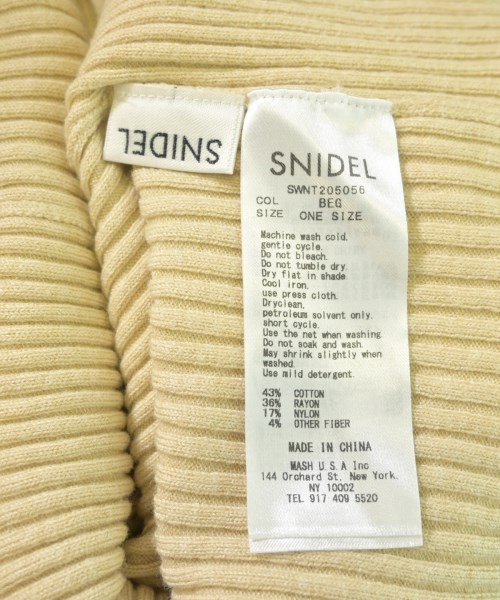 SNIDEL
SNIDEL
SWNT205056
COL BEG
SIZE ONE SIZE
Machine wash cold.
gentle cycle.
Do not bleach.
Do not tumble dry.
Dry flat in shade.
Cool iron.
use press cloth.
Dryclean,
petroleum solvent only.
short cycle.
Use the net when washing.
Do not soak and wash.
May shrink slightly when
washed.
Use mild detergent.
43% COTTON
36% RAYON
17% NYLON
4% OTHER FIBER
MADE IN CHINA
MASH U.S.A Inc
144 Orchard St. New York.
NY 10002
TEL 917 409 5520